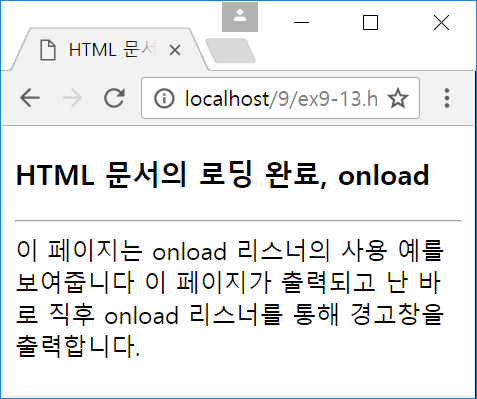 HTML 문서
localhost/9/ex9-13.h
HTML 문서의 로딩 완료, onload
이 페이지는 onload 리스너의 사용 예를
보여줍니다 이 페이지가 출력되고 난 바
로 직후 onload 리스너를 통해 경고창을
출력합니다.